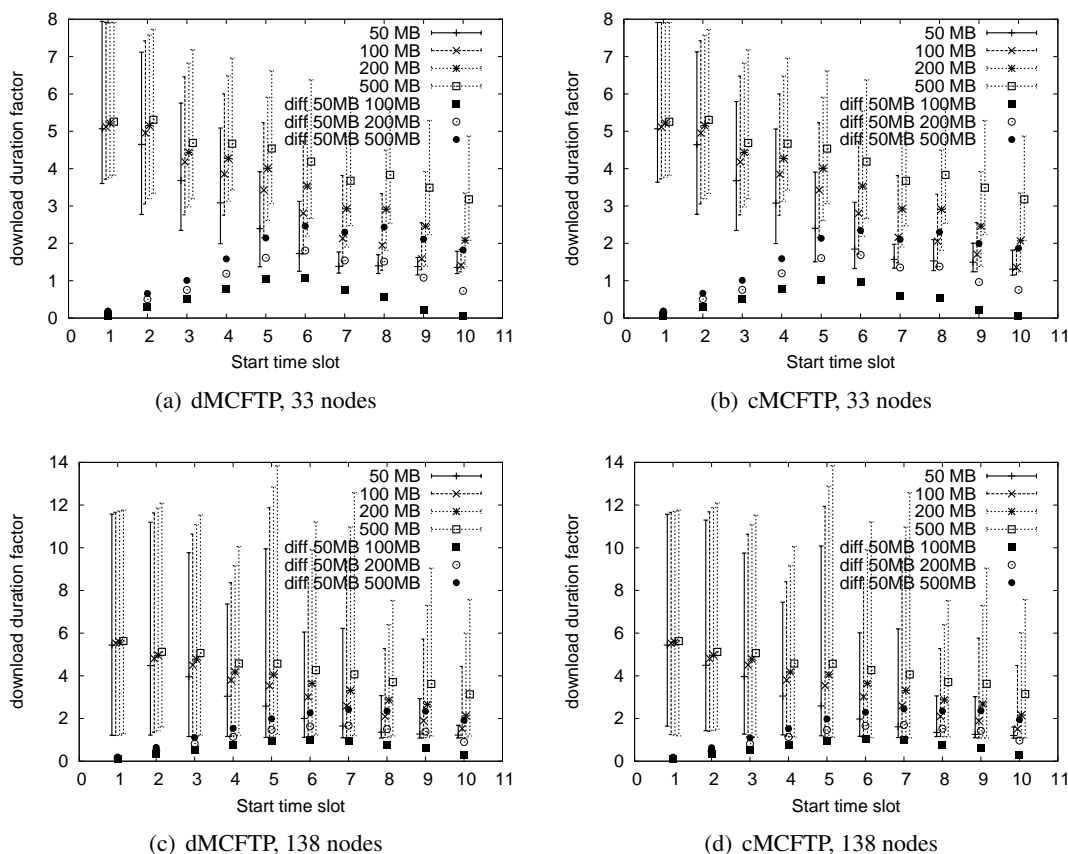 8
7
6
5
4
3
2
1
0
download duration factor
50 MB
100 MB
200 MB
500 MB
diff 50MB 100MB
diff 50MB 200MB
diff 50MB 500MB
0 1 2 3 4 5 6 7 8 9 10 11
Start time slot
(a) dMCFTP, 33 nodes
8
7
6
5
4
3
2
1
0
download duration factor
50 MB
100 MB
200 MB
500 MB
diff 50MB 100MB
diff 50MB 200MB
diff 50MB 500MB
0 1 2 3 4 5 6 7 8 9 10 11
Start time slot
(b) cMCFTP, 33 nodes
14
12
10
8
6
4
2
0
download duration factor
50 MB
100 MB
200 MB
500 MB
diff 50MB 100MB
diff 50MB 200MB
diff 50MB 500MB
0 1 2 3 4 5 6 7 8 9 10 11
Start time slot
(c) dMCFTP, 138 nodes
14
12
10
8
6
4
2
0
download duration factor
50 MB
100 MB
200 MB
500 MB
diff 50MB 100MB
diff 50MB 200MB
diff 50MB 500MB
0 1 2 3 4 5 6 7 8 9 10 11
Start time slot
(d) cMCFTP, 138 nodes